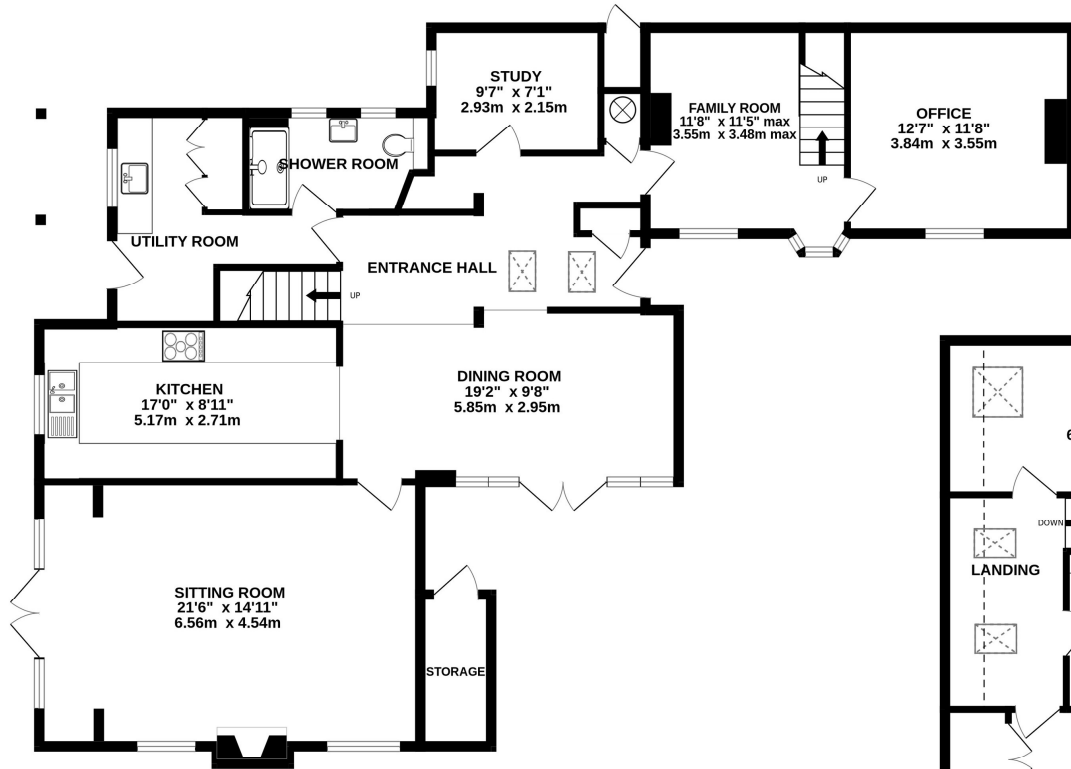 STUDY
9'7" x 7'1"
2.93m x 2.15m
FAMILY ROOM
11'8" x 11'5" max
3.55m x 3.48m max
OFFICE
12'7" x 11'8"
3.84m x 3.55m
UP
SHOWER ROOM
UTILITY ROOM
ENTRANCE HALL
UP
KITCHEN
17'0" x 8'11"
5.17m x 2.71m
DINING ROOM
19'2" x 9'8"
5.85m x 2.95m
SITTING ROOM
21'6" x 14'11"
6.56m x 4.54m
STORAGE
DOWN
LANDING